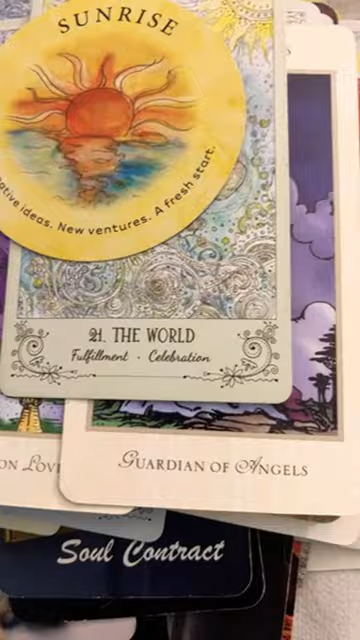 SUNRISE
ative ideas. New ventures. A fresh start.
21. THE WORLD
Fulfillment · Celebration
ON LOVE
GUARDIAN OF ANGELS
Soul Contract